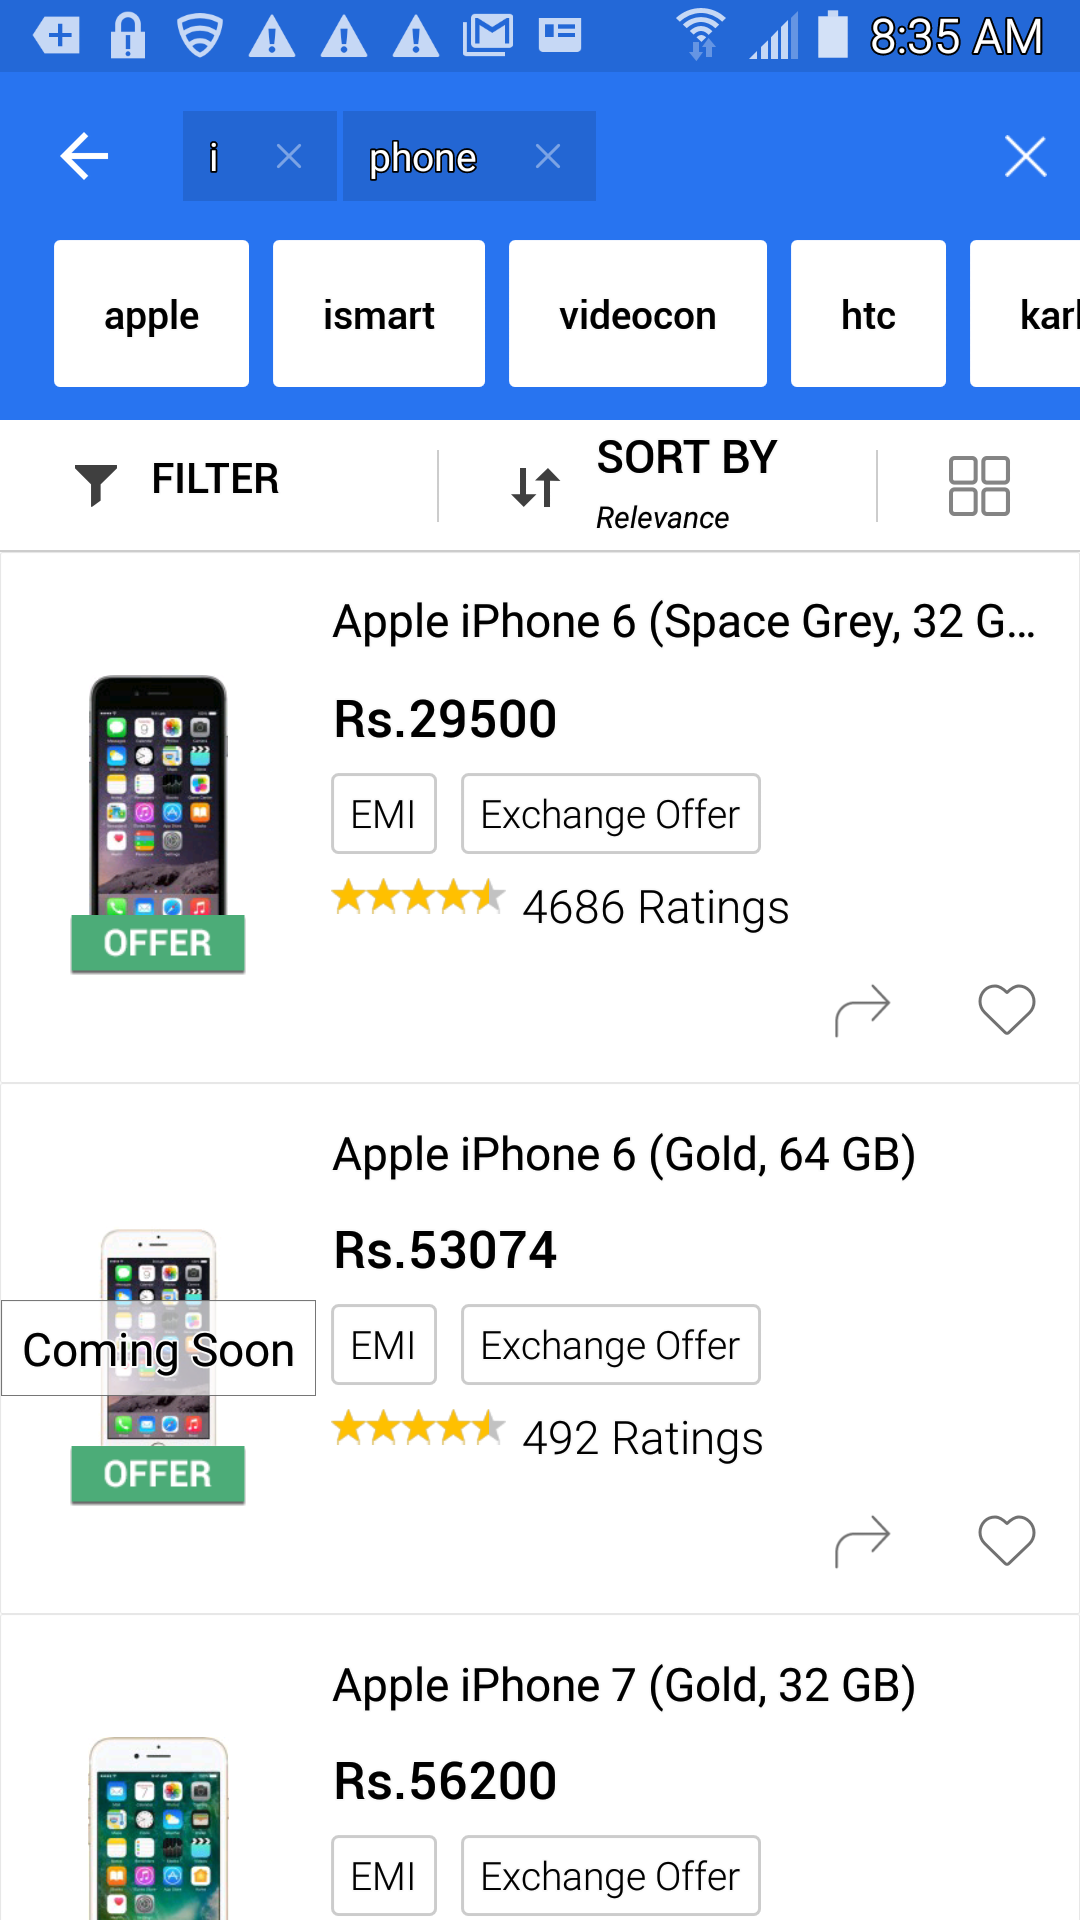 8:35 AM
i
phone
apple
ismart
videocon
htc
FILTER
SORT BY
Relevance
Apple iPhone 6 (Space Grey, 32 G...
Rs.29500
EMI
Exchange Offer
4686 Ratings
OFFER
Apple iPhone 6 (Gold, 64 GB)
Rs.53074
Coming Soon
EMI
Exchange Offer
492 Ratings
OFFER
Apple iPhone 7 (Gold, 32 GB)
Rs.56200
EMI
Exchange Offer